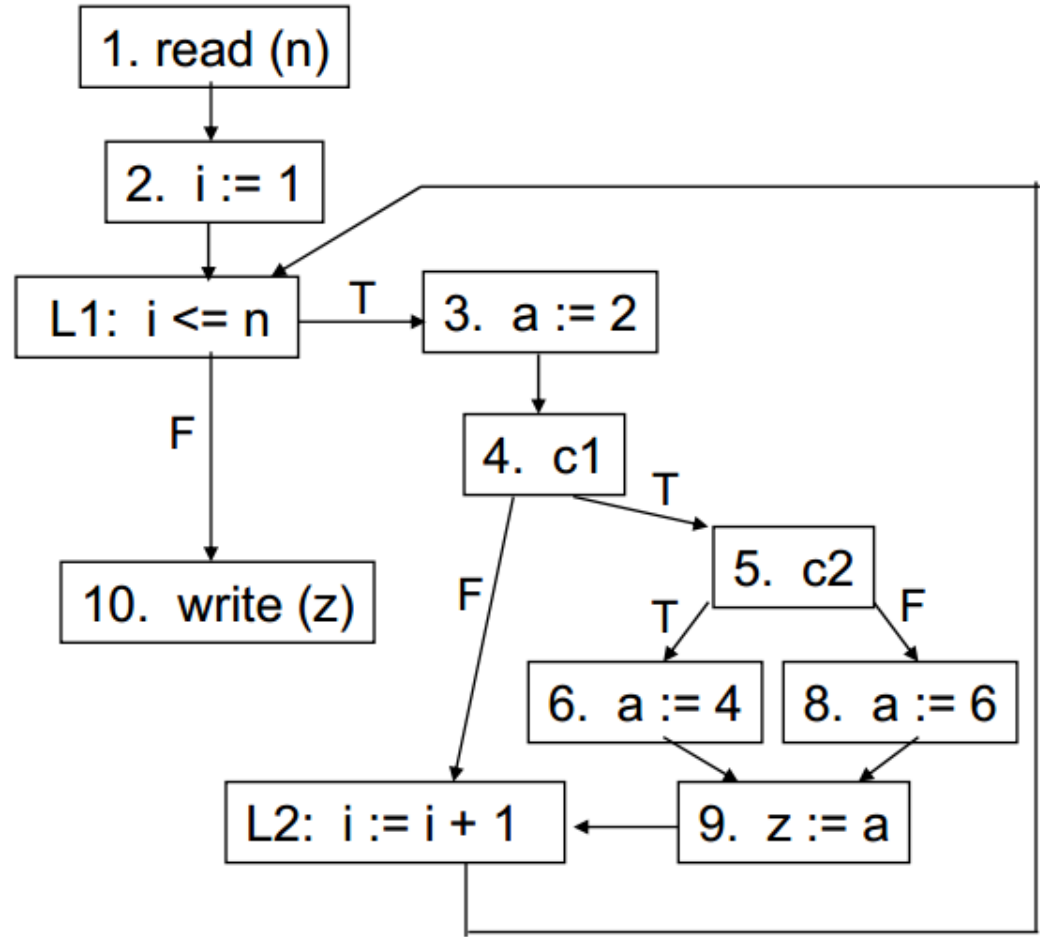 1. read (n)
2. i := 1
L1: i <= n
T
3. a := 2
F
4. c1
T
5. c2
10. write (z)
F
T
F
6. a := 4
8. a := 6
L2: i := i + 1
9. z := a